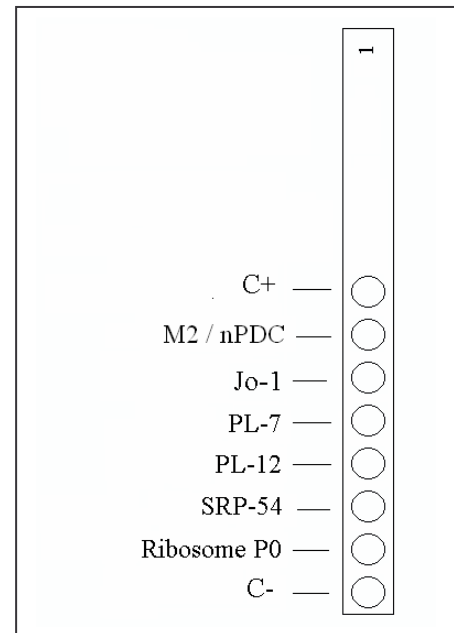 1
C+
M2 / nPDC
Jo-1
PL-7
PL-12
SRP-54
Ribosome P0
C-